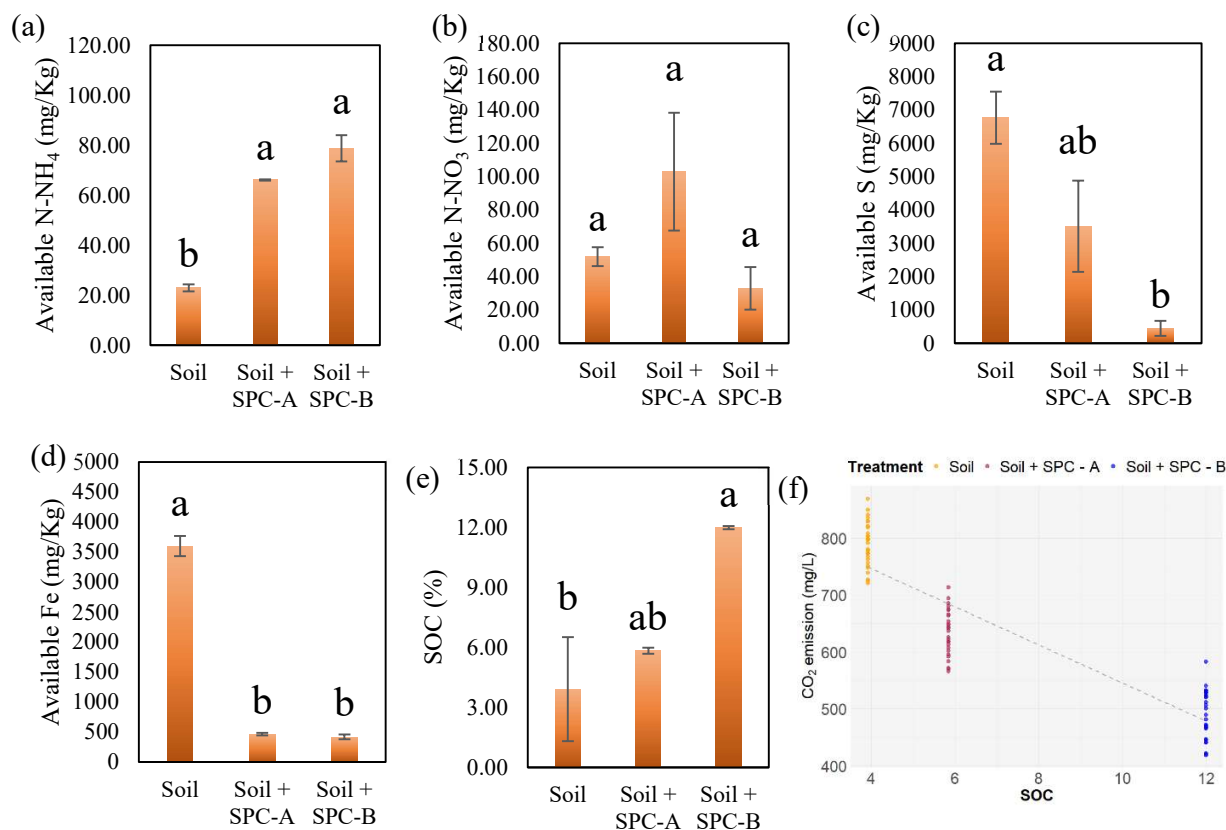 (a)
Available N-NH4 (mg/Kg)
120.00
100.00
80.00
60.00
40.00
20.00
0.00
b
a
a
Soil
Soil +
SPC-A
Soil +
SPC-B
(b)
Available N-NO3 (mg/Kg)
180.00
160.00
140.00
120.00
100.00
80.00
60.00
40.00
20.00
0.00
a
a
a
Soil
Soil +
SPC-A
Soil +
SPC-B
(c)
Available S (mg/Kg)
9000
8000
7000
6000
5000
4000
3000
2000
1000
0
a
ab
b
Soil
Soil +
SPC-A
Soil +
SPC-B
(d)
Available Fe (mg/Kg)
5000
4500
4000
3500
3000
2500
2000
1500
1000
500
0
a
b
b
Soil
Soil +
SPC-A
Soil +
SPC-B
(e)
SOC (%)
15.00
12.00
9.00
6.00
3.00
0.00
b
ab
a
Soil
Soil +
SPC-A
Soil +
SPC-B
(f)
Treatment Soil Soil + SPC - A Soil + SPC - B
CO2 emission (mg/L)
800
700
600
500
400
4 6 8 10 12
SOC